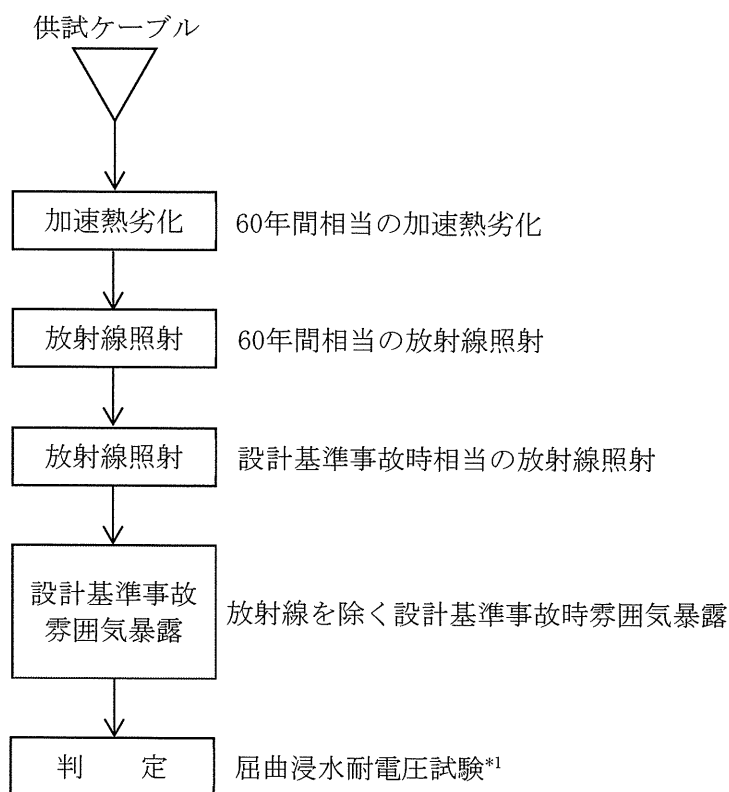 供試ケーブル
加速熱劣化 60年間相当の加速熱劣化
放射線照射 60年間相当の放射線照射
放射線照射 設計基準事故時相当の放射線照射
設計基準事故
雰囲気暴露
放射線を除く設計基準事故時雰囲気暴露
判 定 屈曲浸水耐電圧試験*1